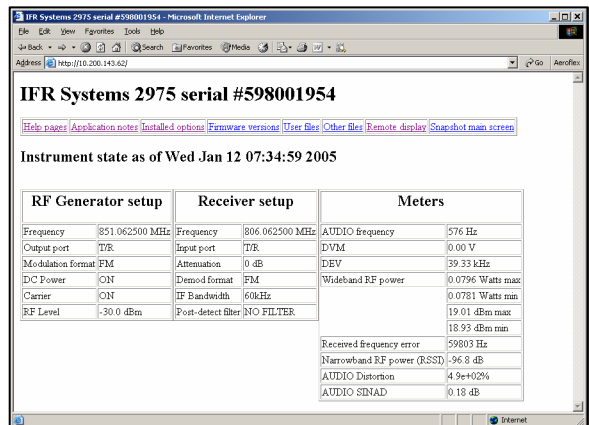 IFR Systems 2975 serial #598001954 - Microsoft Internet Explorer
File Edit View Favorites Tools Help
Back Search Favorites Media
Address http://10.200.143.62/ Go Aeroflex
IFR Systems 2975 serial #598001954
Help pages Application notes Installed options Firmware versions User files Other files Remote display Snapshot main screen
Instrument state as of Wed Jan 12 07:34:59 2005
RF Generator setup Receiver setup Meters
Frequency 851.062500 MHz Frequency 806.062500 MHz AUDIO frequency 576 Hz
Output port T/R Input port T/R DVM 0.00 V
Modulation format FM Attenuation 0 dB DEV 39.33 kHz
DC Power ON Demod format FM Wideband RF power 0.0796 Watts max
Carrier ON IF Bandwidth 60kHz 0.0781 Watts min
RF Level -30.0 dBm Post-detect filter NO FILTER 19.01 dBm max
18.93 dBm min
Received frequency error 59803 Hz
Narrowband RF power (RSSI) -96.8 dB
AUDIO Distortion 4.9e+02%
AUDIO SINAD 0.18 dB
Internet